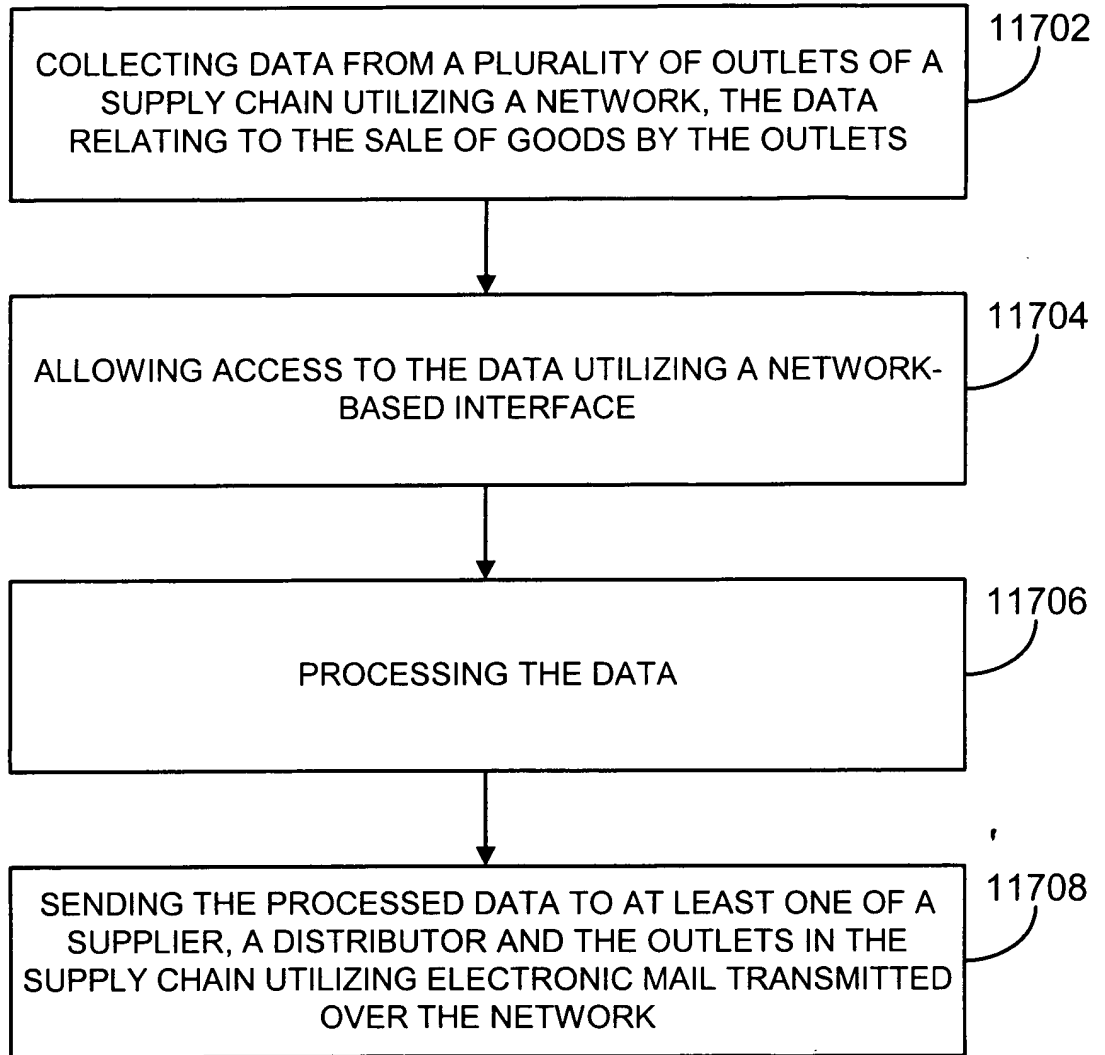 11702
COLLECTING DATA FROM A PLURALITY OF OUTLETS OF A
SUPPLY CHAIN UTILIZING A NETWORK, THE DATA
RELATING TO THE SALE OF GOODS BY THE OUTLETS
11704
ALLOWING ACCESS TO THE DATA UTILIZING A NETWORK-
BASED INTERFACE
11706
PROCESSING THE DATA
11708
SENDING THE PROCESSED DATA TO AT LEAST ONE OF A
SUPPLIER, A DISTRIBUTOR AND THE OUTLETS IN THE
SUPPLY CHAIN UTILIZING ELECTRONIC MAIL TRANSMITTED
OVER THE NETWORK